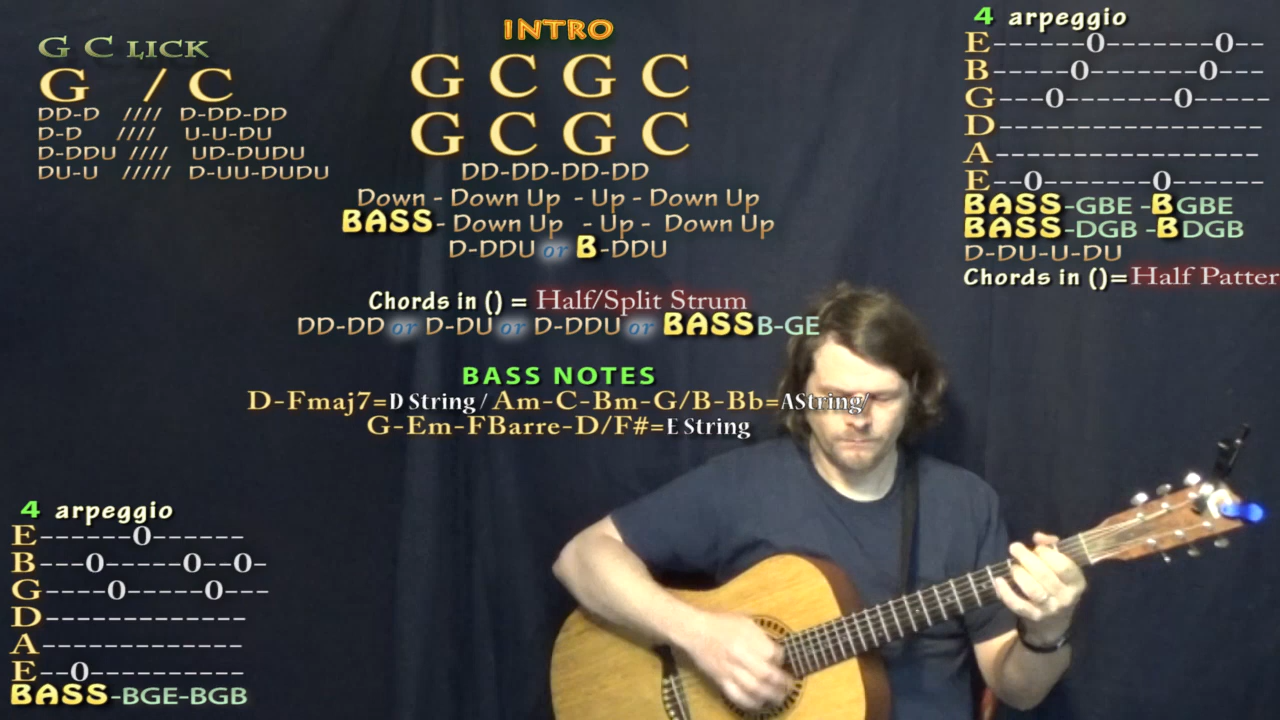 G C LICK
G / C
DD-D //// D-DD-DD
D-D //// U-U-DU
D-DDU //// UD-DUDU
DU-U ///// D-UU-DUDU
INTRO
G C G C
G C G C
DD-DD-DD-DD
Down - Down Up - Up - Down Up
BASS- Down Up - Up - Down Up
D-DDU or B-DDU
Chords in () = Half/Split Strum
DD-DD or D-DU or D-DDU or BASS B-GE
BASS NOTES
D-Fmaj7=D String / Am-C-Bm-G/B-Bb=AString/
G-Em-FBarre-D/F#=E String
4 arpeggio
E------0-------0--
B-----0-------0---
G---0-------0-----
D----------------
A----------------
E--0-------0------
BASS-GBE -BGBE
BASS-DGB -BDGB
D-DU-U-DU
Chords in ()=Half Patter
4 arpeggio
E------0------
B---0-----0--0-
G----0-----0---
D-------------
A-------------
E--0----------
BASS-BGE-BGB